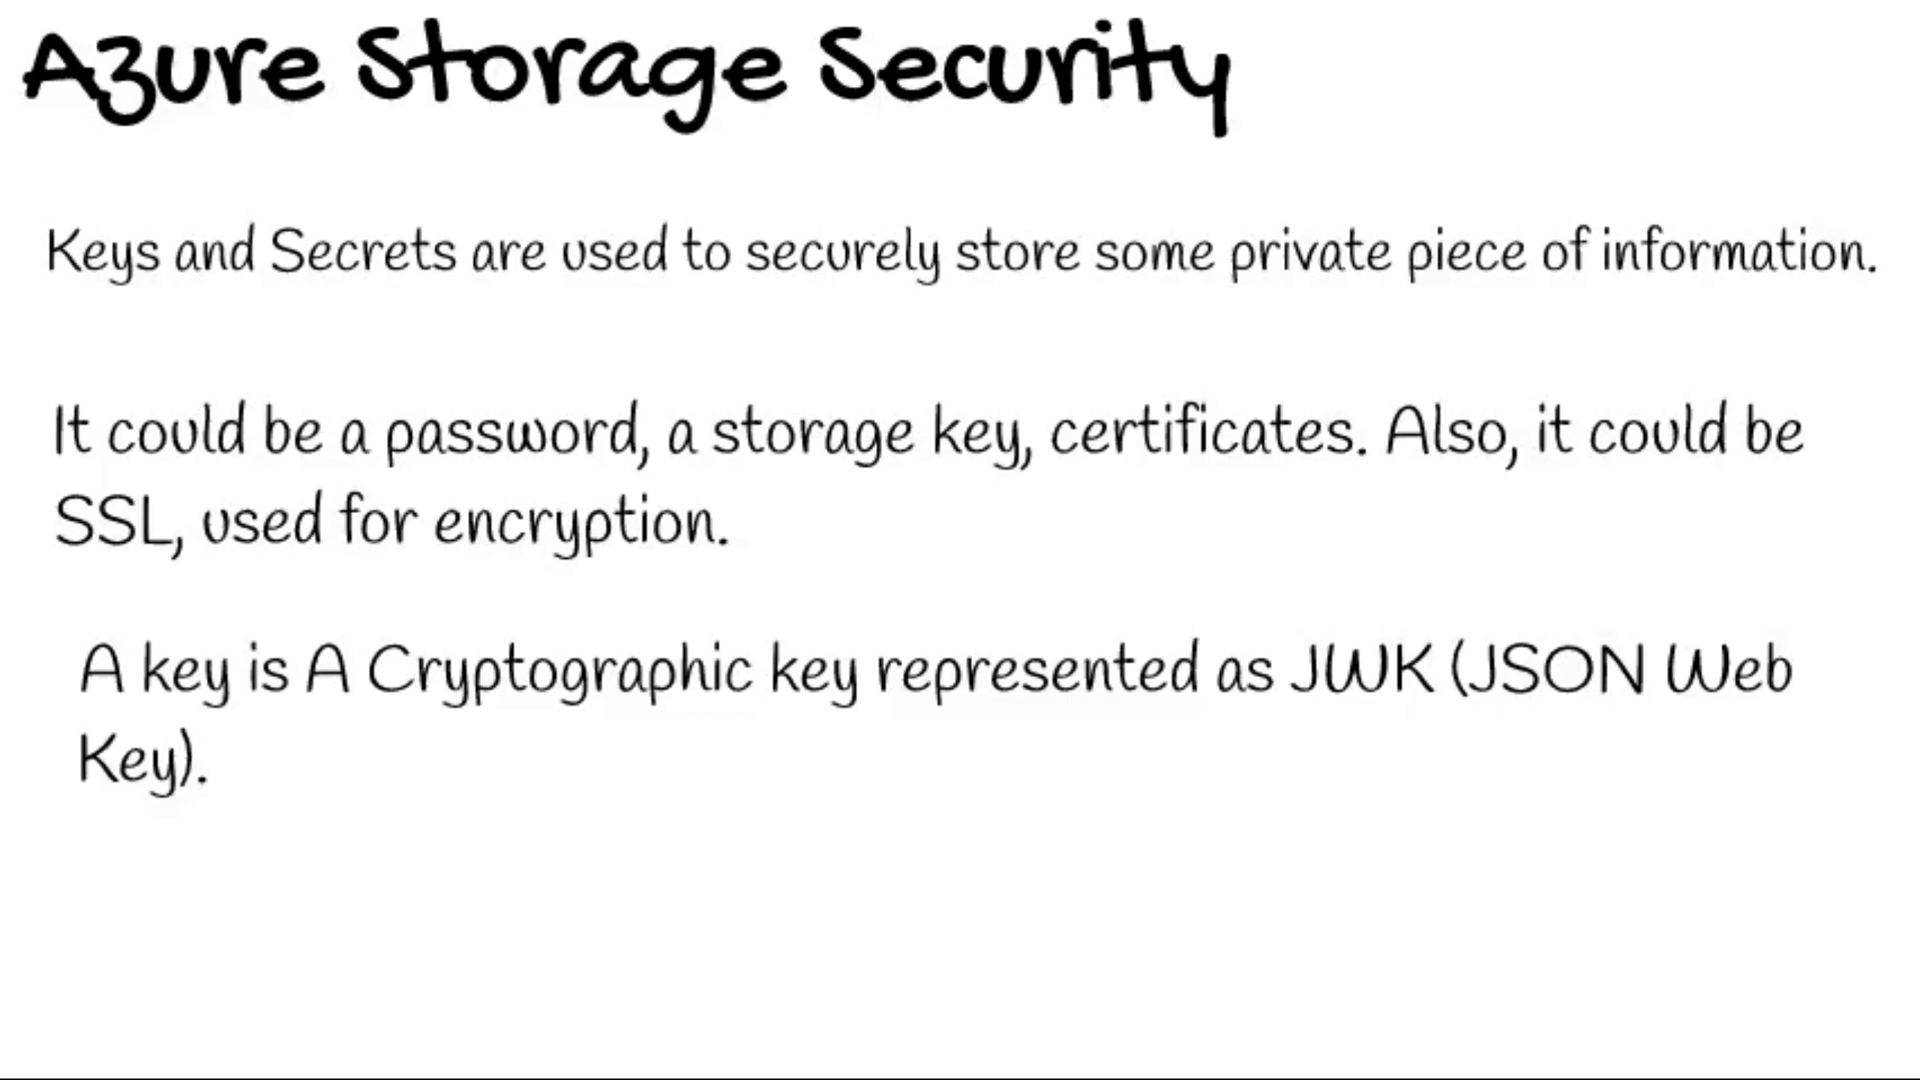 Azure Storage Security
Keys and Secrets are used to securely store some private piece of information.
It could be a password, a storage key, certificates. Also, it could be
SSL, used for encryption.
A key is A Cryptographic key represented as JWK (JSON Web
Key).